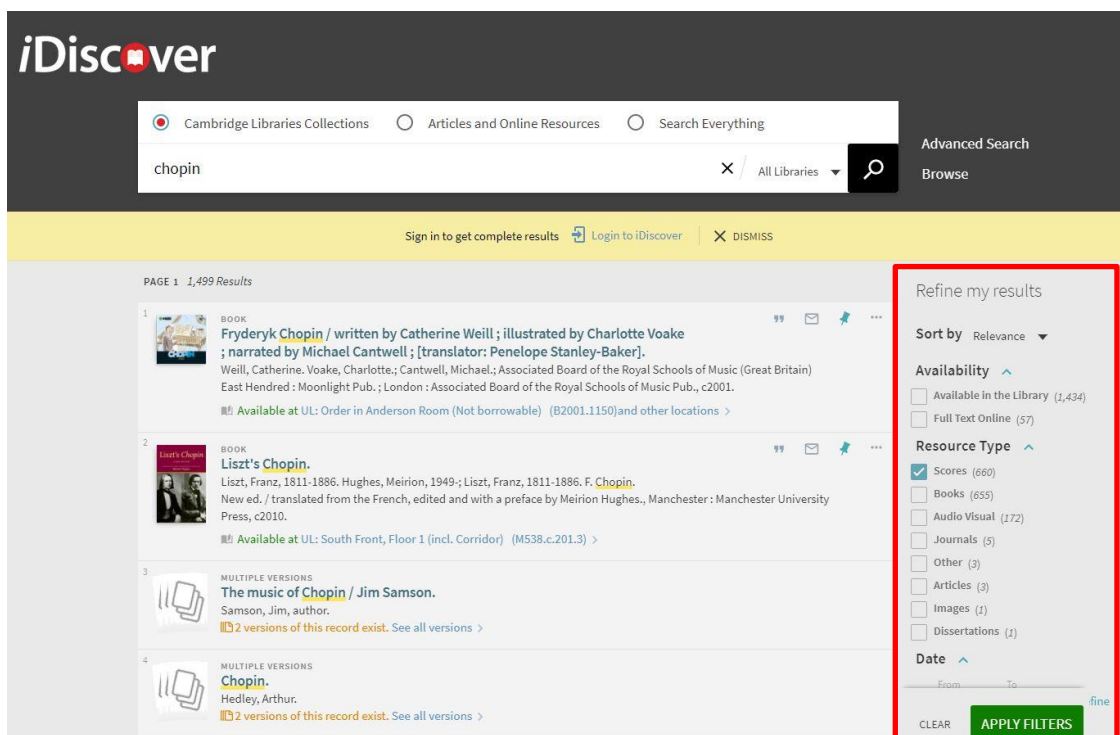 iDiscover
Cambridge Libraries Collections Articles and Online Resources Search Everything
chopin All Libraries
Advanced Search
Browse
Sign in to get complete results Login to iDiscover DISMISS
PAGE 1 1,499 Results
1
BOOK
Fryderyk Chopin / written by Catherine Weill ; illustrated by Charlotte Voake
; narrated by Michael Cantwell ; [translator: Penelope Stanley-Baker].
Weill, Catherine. Voake, Charlotte.; Cantwell, Michael.; Associated Board of the Royal Schools of Music (Great Britain)
East Hendred : Moonlight Pub. ; London : Associated Board of the Royal Schools of Music Pub., c2001.
Available at UL: Order in Anderson Room (Not borrowable) (B2001.1150)and other locations >
2
Liszt's Chopin
BOOK
Liszt's Chopin.
Liszt, Franz, 1811-1886. Hughes, Meirion, 1949-; Liszt, Franz, 1811-1886. F. Chopin.
New ed. / translated from the French, edited and with a preface by Meirion Hughes., Manchester : Manchester University
Press, c2010.
Available at UL: South Front, Floor 1 (incl. Corridor) (M538.c.201.3) >
3
MULTIPLE VERSIONS
The music of Chopin / Jim Samson.
Samson, Jim, author.
2 versions of this record exist. See all versions >
4
MULTIPLE VERSIONS
Chopin.
Hedley, Arthur.
2 versions of this record exist. See all versions >
Refine my results
Sort by Relevance
Availability
Available in the Library (1,434)
Full Text Online (57)
Resource Type
Scores (660)
Books (655)
Audio Visual (172)
Journals (5)
Other (3)
Articles (3)
Images (1)
Dissertations (1)
Date
From To
efine
CLEAR APPLY FILTERS